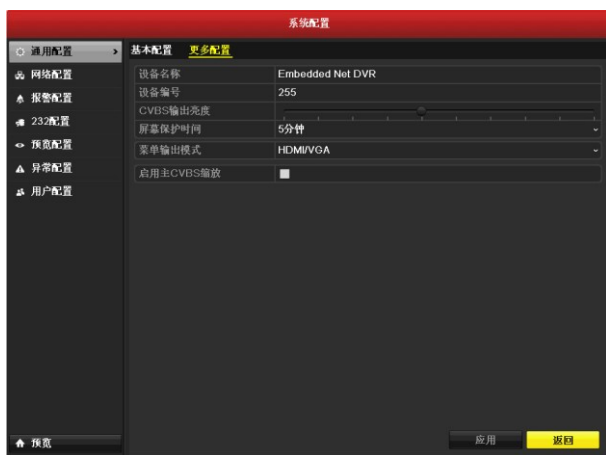 系统配置
通用配置
基本配置 更多配置
网络配置
报警配置
232配置
预览配置
异常配置
用户配置
设备名称 Embedded Net DVR
设备编号 255
CVBS输出亮度
屏幕保护时间 5分钟
菜单输出模式 HDMI/VGA
启用主CVBS缩放
预览
应用 返回